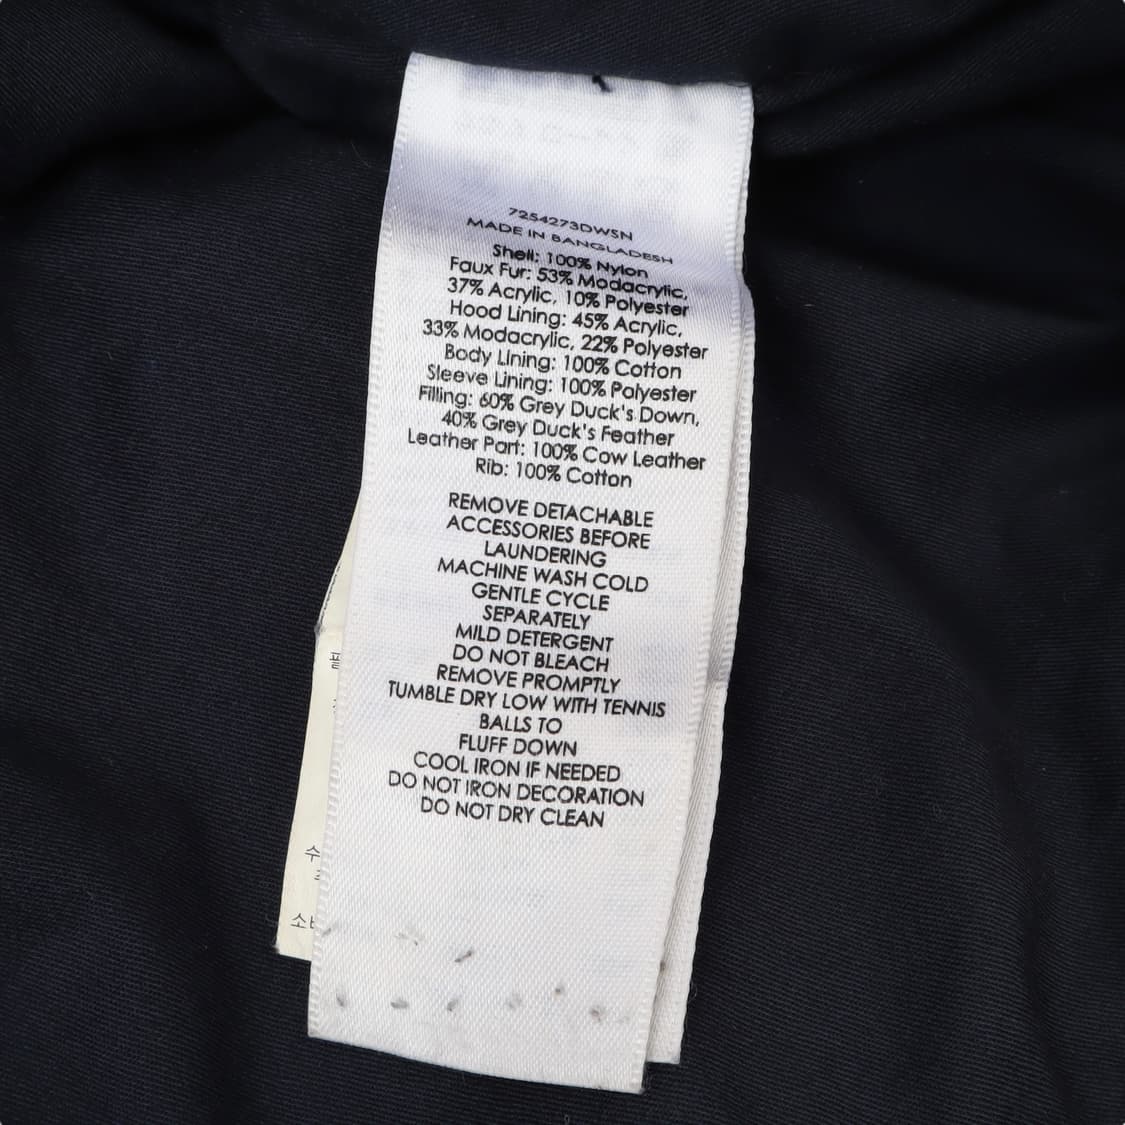 7254273DWSN
MADE IN BANGLADESH
Shell: 100% Nylon
Faux Fur: 53% Modacrylic,
37% Acrylic, 10% Polyester
Hood Lining: 45% Acrylic,
33% Modacrylic, 22% Polyester
Body Lining: 100% Cotton
Sleeve Lining: 100% Polyester
Filling: 60% Grey Duck's Down,
40% Grey Duck's Feather
Leather Part: 100% Cow Leather
Rib: 100% Cotton
REMOVE DETACHABLE
ACCESSORIES BEFORE
LAUNDERING
MACHINE WASH COLD
GENTLE CYCLE
SEPARATELY
MILD DETERGENT
DO NOT BLEACH
REMOVE PROMPTLY
TUMBLE DRY LOW WITH TENNIS
BALLS TO
FLUFF DOWN
COOL IRON IF NEEDED
DO NOT IRON DECORATION
DO NOT DRY CLEAN
수